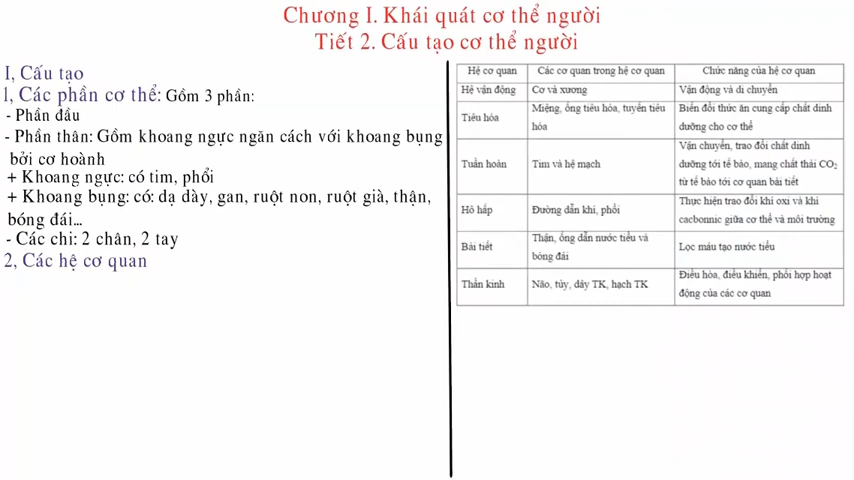 Chương I. Khái quát cơ thể người
Tiết 2. Cấu tạo cơ thể người
I, Cấu tạo
1, Các phần cơ thể: Gồm 3 phần:
- Phần đầu
- Phần thân: Gồm khoang ngực ngăn cách với khoang bụng
bởi cơ hoành
+ Khoang ngực: có tim, phổi
+ Khoang bụng: có: dạ dày, gan, ruột non, ruột già, thận,
bóng đái...
- Các chi: 2 chân, 2 tay
2, Các hệ cơ quan
Hệ cơ quan Các cơ quan trong hệ cơ quan Chức năng của hệ cơ quan
Hệ vận động Cơ và xương Vận động và di chuyển
Tiêu hóa Miệng, ống tiêu hóa, tuyến tiêu
hóa Biến đổi thức ăn cung cấp chất dinh
dưỡng cho cơ thể
Tuần hoàn Tim và hệ mạch Vận chuyển, trao đổi chất dinh
dưỡng tới tế bào, mang chất thải CO₂
từ tế bào tới cơ quan bài tiết
Hô hấp Đường dẫn khí, phổi Thực hiện trao đổi khí oxi và khí
cacbonnic giữa cơ thể và môi trường
Bài tiết Thận, ống dẫn nước tiểu và
bóng đái Lọc máu tạo nước tiểu
Thần kinh Não, tủy, dây TK, hạch TK Điều hòa, điều khiển, phối hợp hoạt
động của các cơ quan